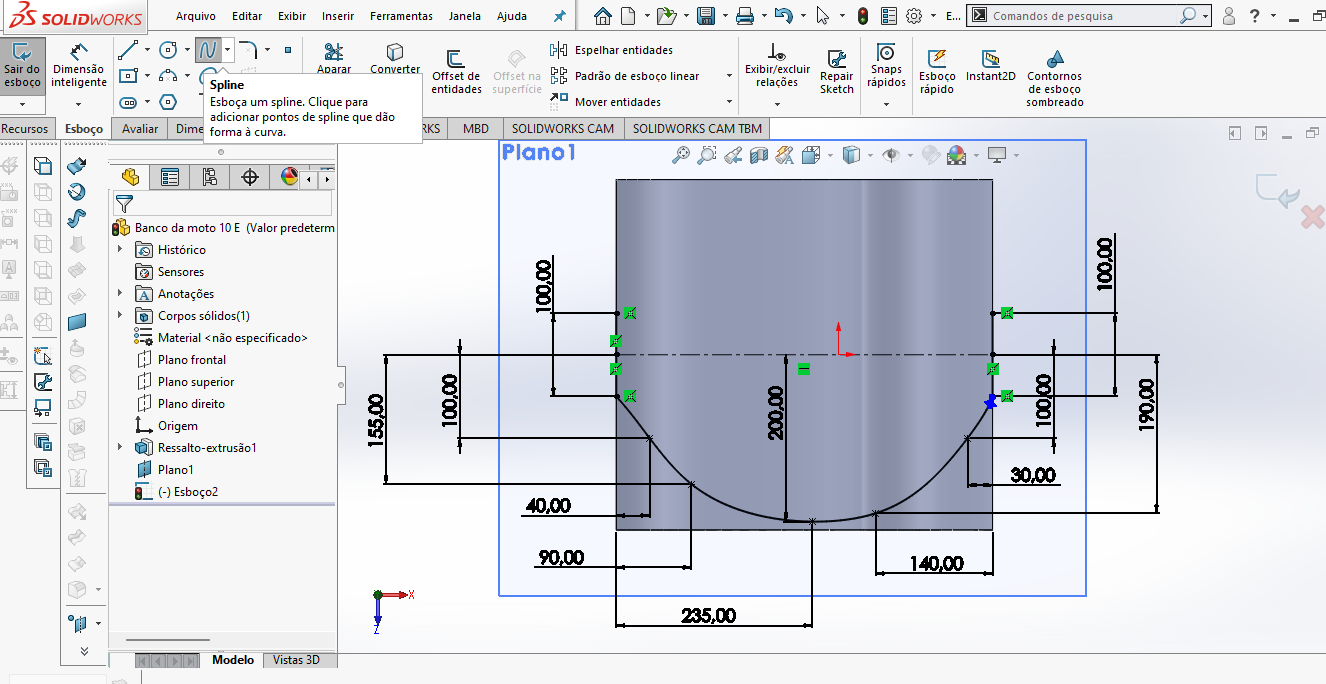 SOLIDWORKS
Arquivo Editar Exibir Inserir Ferramentas Janela Ajuda
E...
Comandos de pesquisa
?
Sair do esboço
Dimensão inteligente
Aparar
Converter
Offset de entidades
Offset na superfície
Espelhar entidades
Padrão de esboço linear
Mover entidades
Exibir/excluir relações
Repair Sketch
Snaps rápidos
Esboço rápido
Instant2D
Contornos de esboço sombreado
Spline
Esboça um spline. Clique para
adicionar pontos de spline que dão
forma à curva.
Recursos Esboço Avaliar Dime RKS MBD SOLIDWORKS CAM SOLIDWORKS CAM TBM
Banco da moto 10 E (Valor predeterm
Histórico
Sensores
Anotações
Corpos sólidos(1)
Material <não especificado>
Plano frontal
Plano superior
Plano direito
Origem
Ressalto-extrusão1
Plano1
(-) Esboço2
Plano1
100,00
100,00
155,00
100,00
200,00
100,00
190,00
40,00
30,00
90,00
140,00
235,00
X
Z
Modelo Vistas 3D